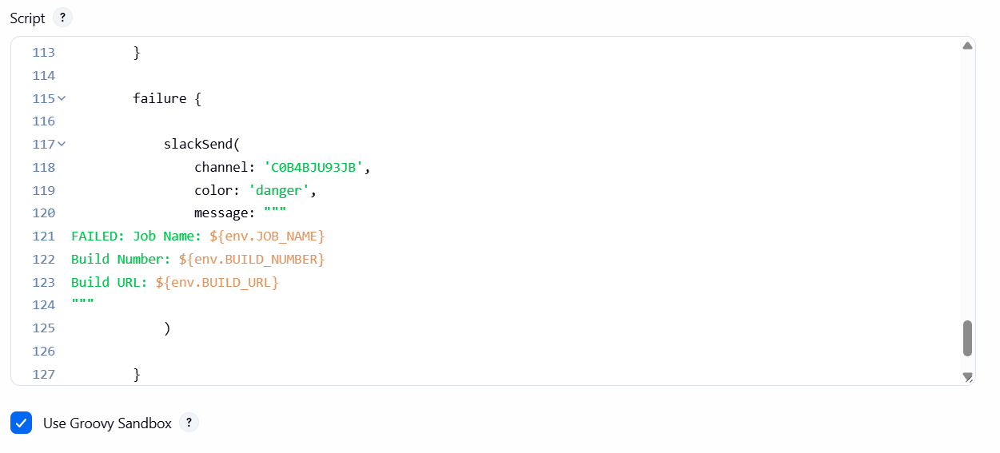 Script ?
113 }
114
115 failure {
116
117 slackSend(
118 channel: 'C0B4BJU93JB',
119 color: 'danger',
120 message: """
121 FAILED: Job Name: ${env.JOB_NAME}
122 Build Number: ${env.BUILD_NUMBER}
123 Build URL: ${env.BUILD_URL}
124 """
125 )
126
127 }
Use Groovy Sandbox ?